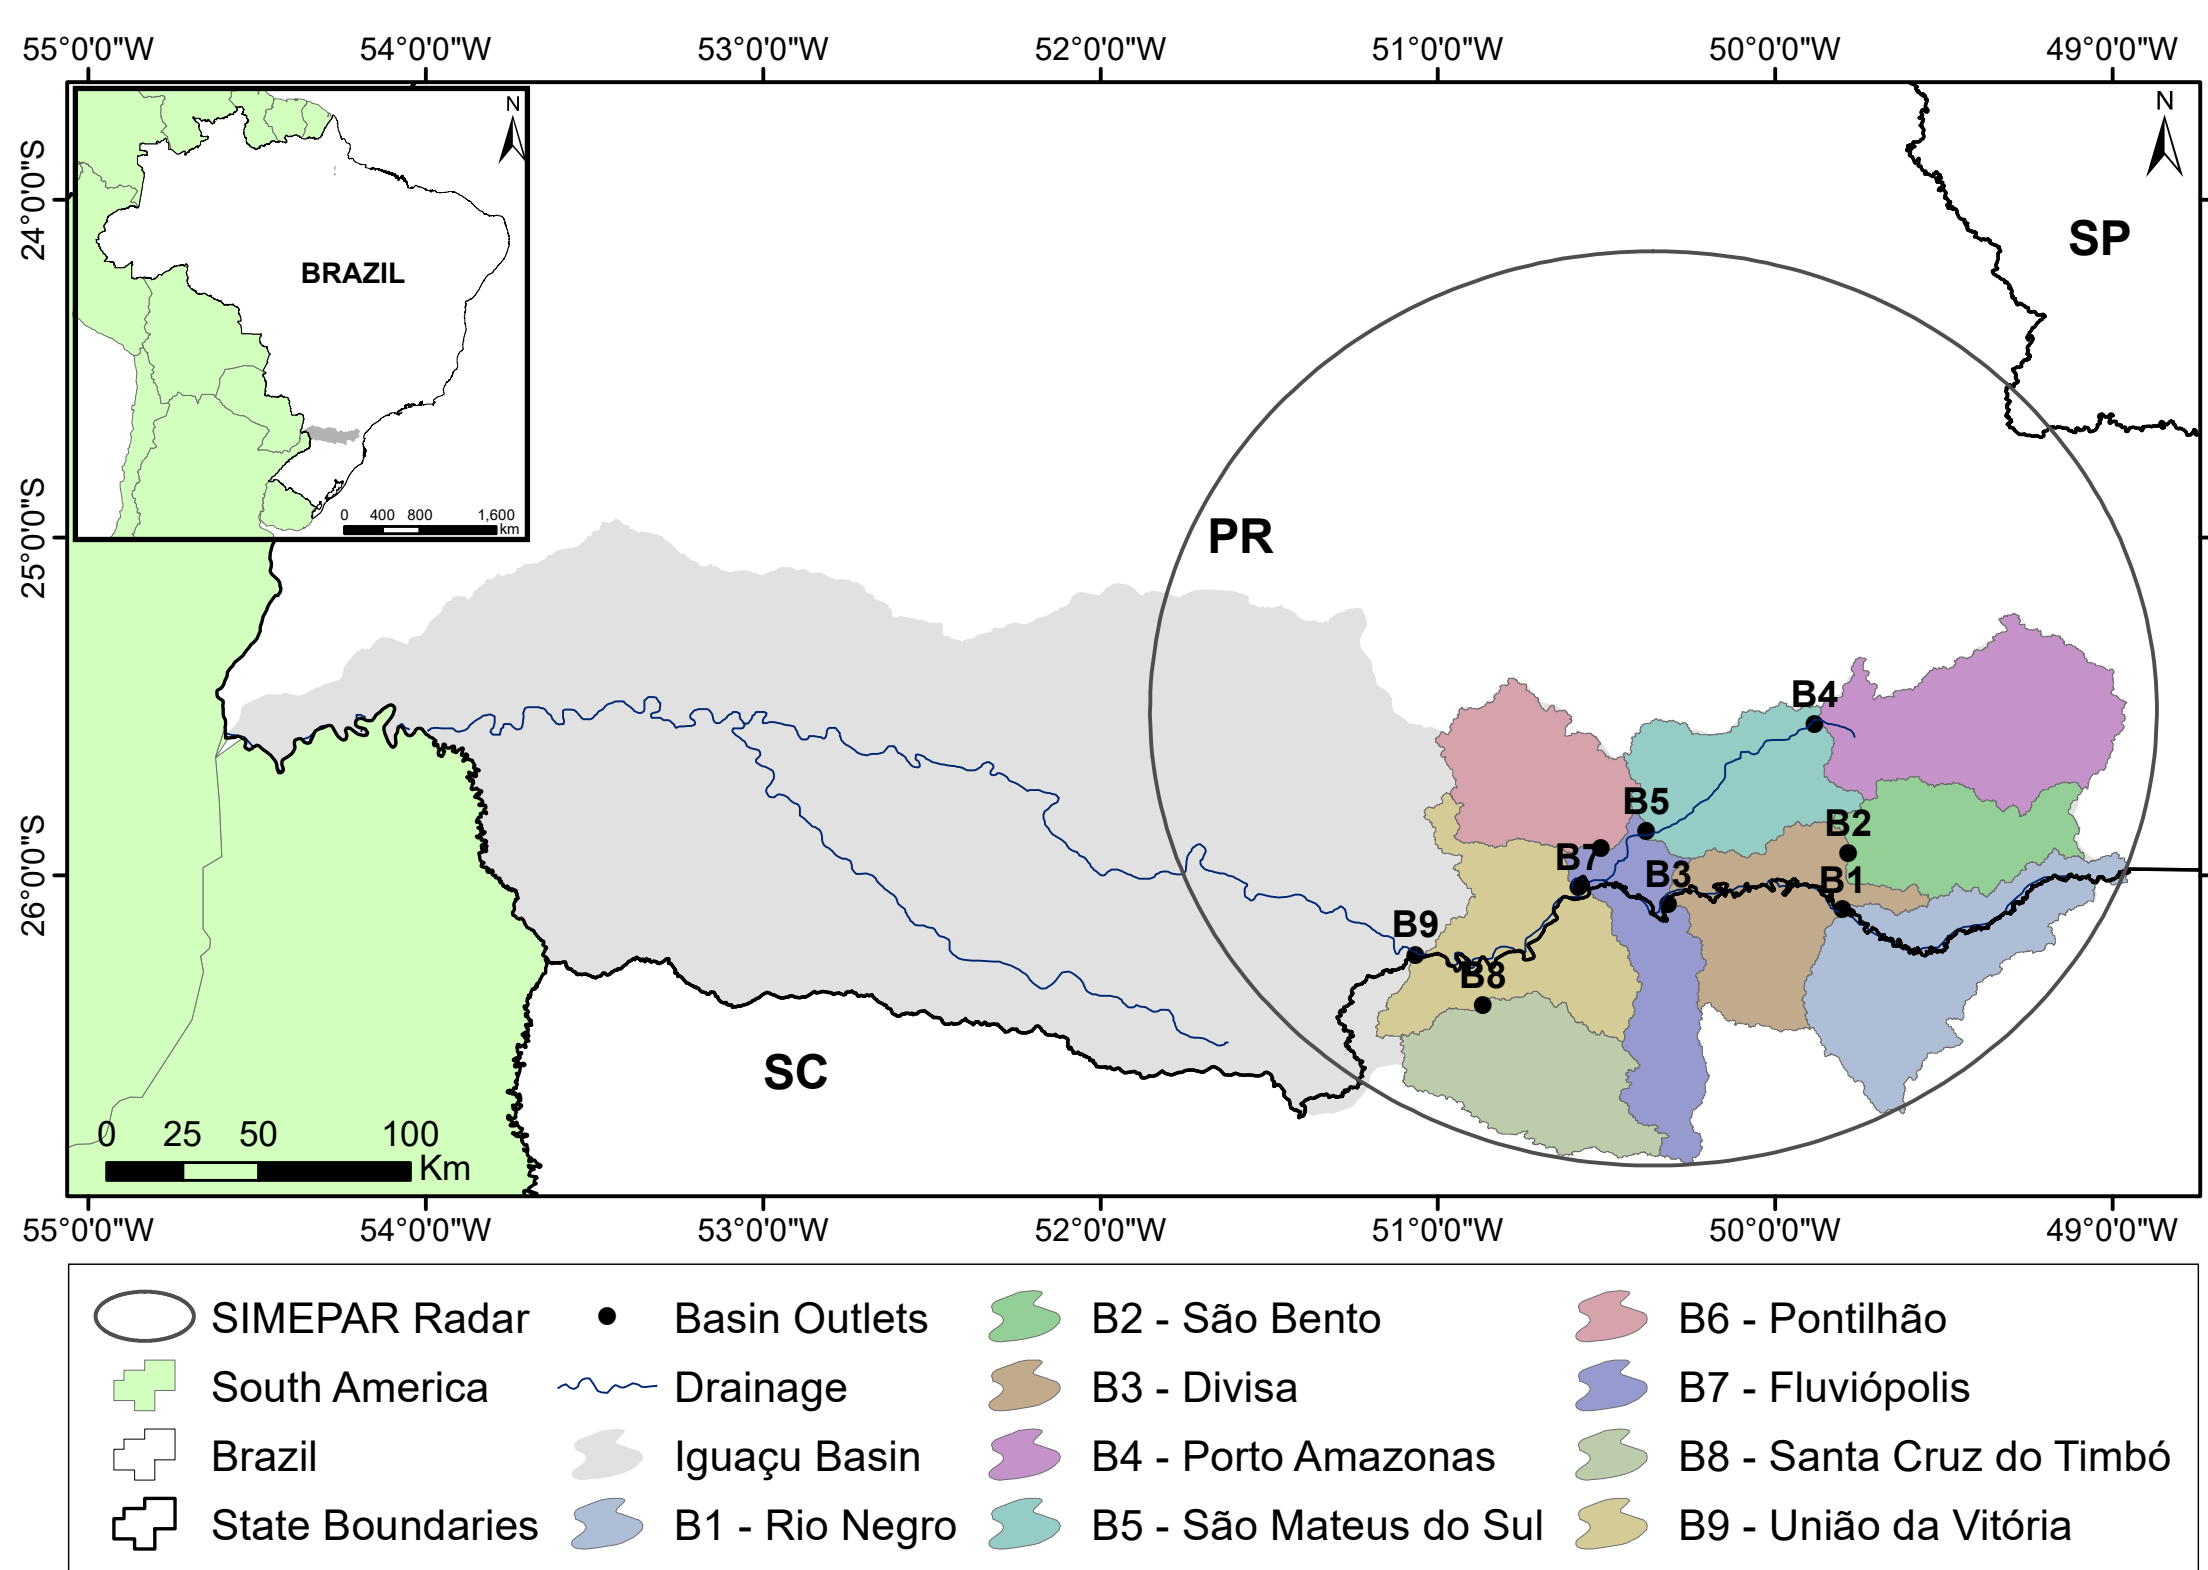 55°0'0"W 54°0'0"W 53°0'0"W 52°0'0"W 51°0'0"W 50°0'0"W 49°0'0"W
N
N
24°0'0"S
SP
BRAZIL
0 400 800 1,600
km
25°0'0"S
PR
B4
B5
B2
26°0'0"S
B7
B3
B1
B9
B8
SC
0 25 50 100
Km
55°0'0"W 54°0'0"W 53°0'0"W 52°0'0"W 51°0'0"W 50°0'0"W 49°0'0"W
SIMEPAR Radar
South America
Brazil
State Boundaries
Basin Outlets
Drainage
Iguaçu Basin
B1 - Rio Negro
B2 - São Bento
B3 - Divisa
B4 - Porto Amazonas
B5 - São Mateus do Sul
B6 - Pontilhão
B7 - Fluviópolis
B8 - Santa Cruz do Timbó
B9 - União da Vitória